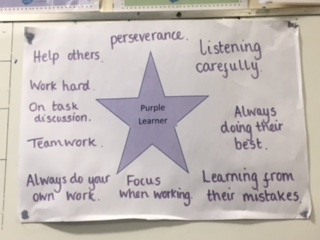 perseverance.
Help others.
Listening
carefully.
Work hard.
On task
discussion.
Purple
Learner
Always
doing their
best.
Teamwork.
Always do your
own work.
Focus
when working.
Learning from
their mistakes